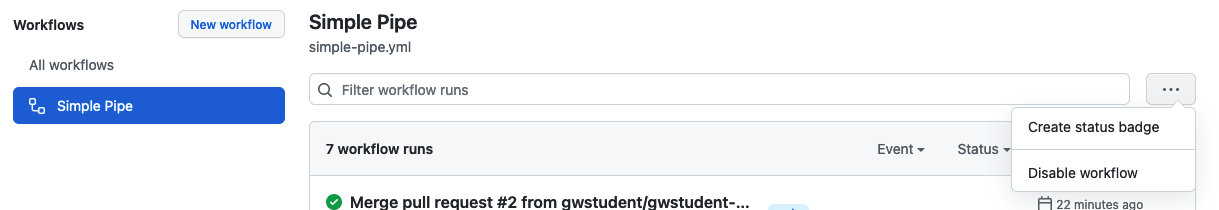 Workflows
New workflow
All workflows
Simple Pipe
Simple Pipe
simple-pipe.yml
Filter workflow runs
...
Create status badge
Disable workflow
7 workflow runs
Event
Status
Merge pull request #2 from gwstudent/gwstudent-...
22 minutes ago